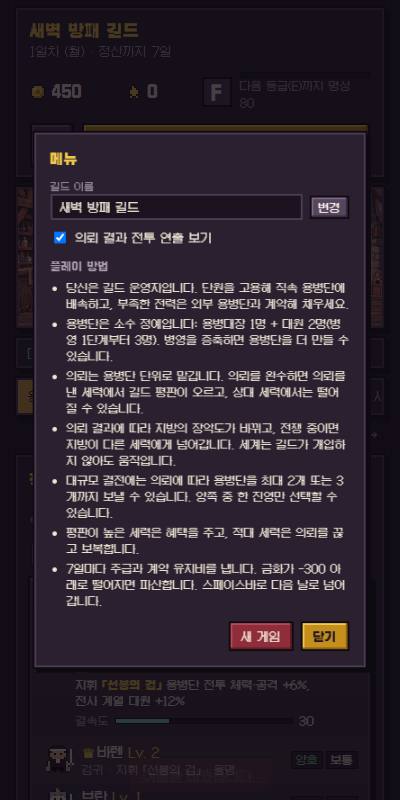 새벽 방패 길드
1일차 (월) · 정산까지 7일
450
0
F
다음 등급(E)까지 명성
80
메뉴
길드 이름
새벽 방패 길드
변경
의뢰 결과 전투 연출 보기
플레이 방법
• 당신은 길드 운영자입니다. 단원을 고용해 직속 용병단에
배속하고, 부족한 전력은 외부 용병단과 계약해 채우세요.
• 용병단은 소수 정예입니다: 용병대장 1명 + 대원 2명(병
영 1단계부터 3명). 병영을 증축하면 용병단을 더 만들 수
있습니다.
• 의뢰는 용병단 단위로 맡깁니다. 의뢰를 완수하면 의뢰를
낸 세력에서 길드 평판이 오르고, 상대 세력에서는 떨어
질 수 있습니다.
• 의뢰 결과에 따라 지방의 장악도가 바뀌고, 전쟁 중이면
지방이 다른 세력에게 넘어갑니다. 세계는 길드가 개입하
지 않아도 움직입니다.
• 대규모 결전에는 의뢰에 따라 용병단을 최대 2개 또는 3
개까지 보낼 수 있습니다. 양쪽 중 한 진영만 선택할 수
있습니다.
• 평판이 높은 세력은 혜택을 주고, 적대 세력은 의뢰를 끊
고 보복합니다.
• 7일마다 주급과 계약 유지비를 냅니다. 금화가 -300 아
래로 떨어지면 파산합니다. 스페이스바로 다음 날로 넘어
갑니다.
새 게임
닫기
지휘 「선봉의 검」 용병단 전투 체력·공격 +6%,
전사 계열 대원 +12%
결속도
30
바렌 Lv. 2
양호
보통
검귀 · 지휘 「선봉의 검」 · 율명
브란 Lv. 1